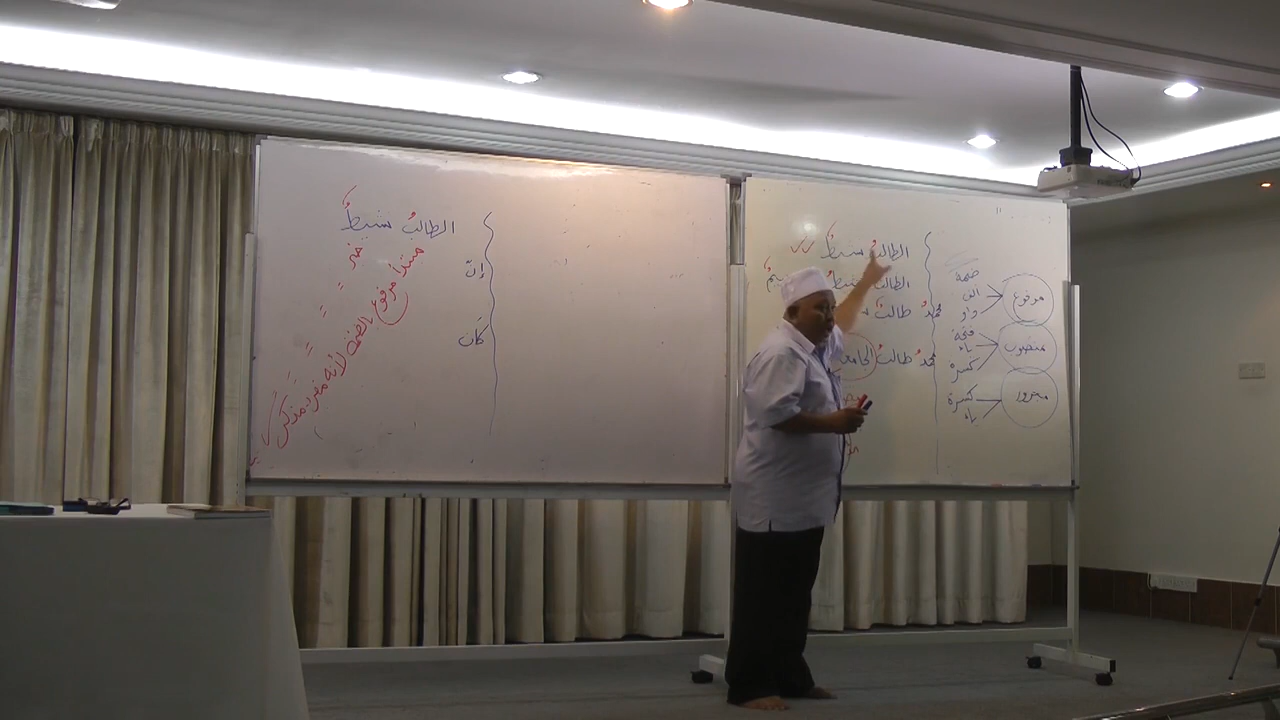 ضمة
ألف
واو
مرفوع
فتحة
ياء
كسرة
منصوب
كسرة
ياء
مجرور
الطالبُ نشيطٌ
الطالبُ
محمدٌ طالبٌ
محمدٌ طالبُ الجامعة
الطالبُ نشيطٌ
إنّ
كان
خبر
مبتدأ مرفوع بالضمة لأنه مفرد مذكر